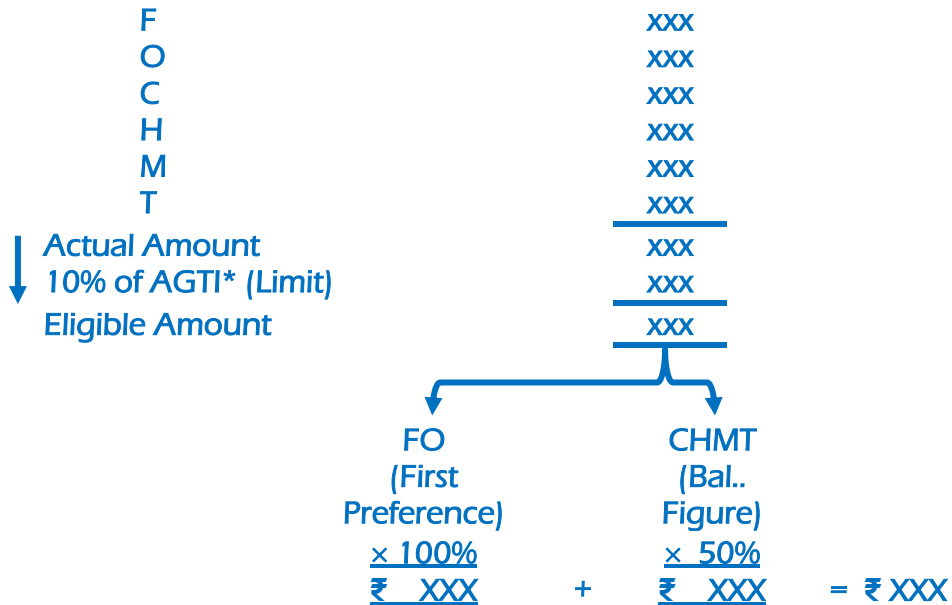 F xxx
O xxx
C xxx
H xxx
M xxx
T xxx
Actual Amount xxx
10% of AGTI* (Limit) xxx
Eligible Amount xxx
FO CHMT
(First (Bal..
Preference) Figure)
× 100% × 50%
₹ XXX + ₹ XXX = ₹ XXX